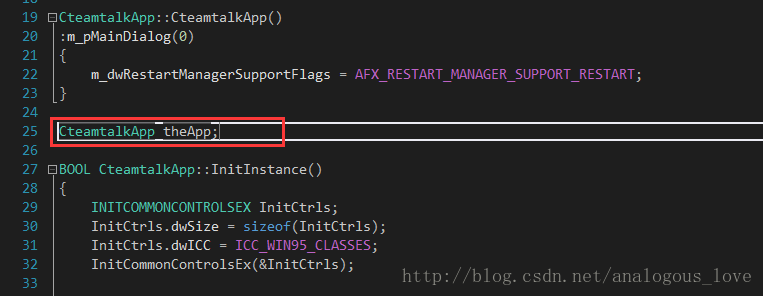 19 CteamtalkApp::CteamtalkApp()
20 :m_pMainDialog(0)
21 {
22 m_dwRestartManagerSupportFlags = AFX_RESTART_MANAGER_SUPPORT_RESTART;
23 }
24
25 CteamtalkApp theApp;
26
27 BOOL CteamtalkApp::InitInstance()
28 {
29 INITCOMMONCONTROLSEX InitCtrls;
30 InitCtrls.dwSize = sizeof(InitCtrls);
31 InitCtrls.dwICC = ICC_WIN95_CLASSES;
32 InitCommonControlsEx(&InitCtrls);
33
http://blog.csdn.net/analogous_love